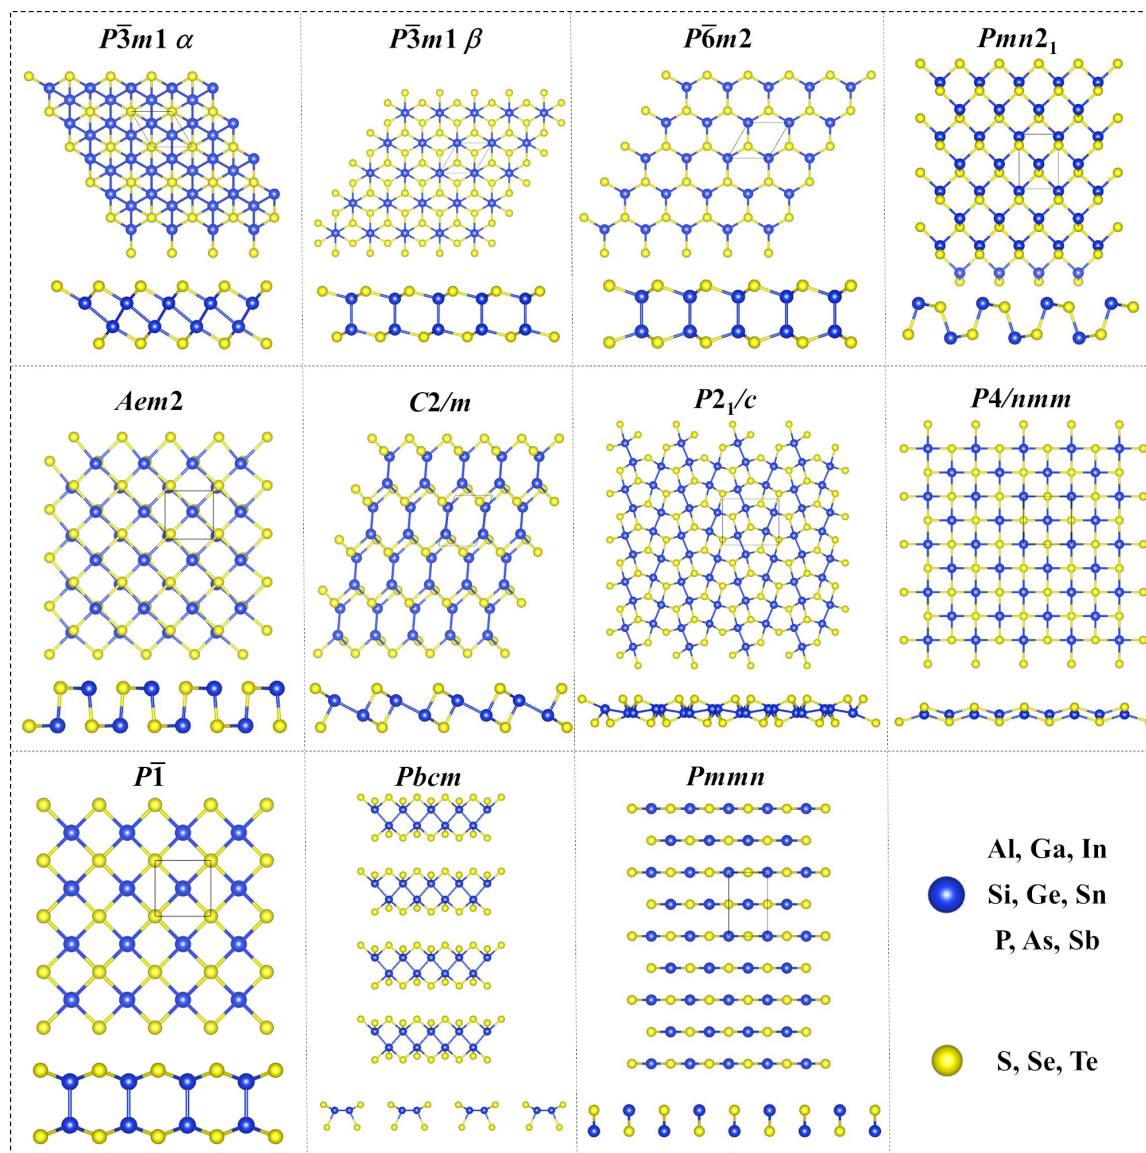 P3̅m1 α
P3̅m1 β
P6̅m2
Pmn2₁
Aem2
C2/m
P2₁/c
P4/nmm
P1̅
Pbcm
Pmmn
Al, Ga, In
Si, Ge, Sn
P, As, Sb
S, Se, Te